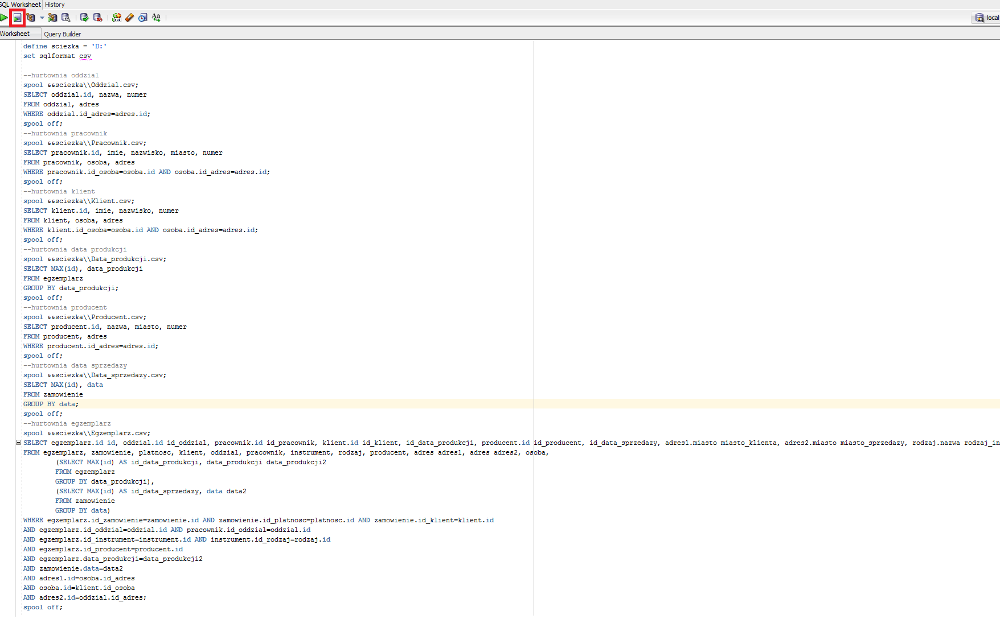 SQL Worksheet History
local
Worksheet Query Builder
define sciezka = 'D:'
set sqlformat csv
--hurtownia oddzial
spool &&sciezka\\Oddzial.csv;
SELECT oddzial.id, nazwa, numer
FROM oddzial, adres
WHERE oddzial.id_adres=adres.id;
spool off;
--hurtownia pracownik
spool &&sciezka\\Pracownik.csv;
SELECT pracownik.id, imie, nazwisko, miasto, numer
FROM pracownik, osoba, adres
WHERE pracownik.id_osoba=osoba.id AND osoba.id_adres=adres.id;
spool off;
--hurtownia klient
spool &&sciezka\\Klient.csv;
SELECT klient.id, imie, nazwisko, numer
FROM klient, osoba, adres
WHERE klient.id_osoba=osoba.id AND osoba.id_adres=adres.id;
spool off;
--hurtownia data produkcji
spool &&sciezka\\Data_produkcji.csv;
SELECT MAX(id), data_produkcji
FROM egzemplarz
GROUP BY data_produkcji;
spool off;
--hurtownia producent
spool &&sciezka\\Producent.csv;
SELECT producent.id, nazwa, miasto, numer
FROM producent, adres
WHERE producent.id_adres=adres.id;
spool off;
--hurtownia data sprzedazy
spool &&sciezka\\Data_sprzedazy.csv;
SELECT MAX(id), data
FROM zamowienie
GROUP BY data;
spool off;
--hurtownia egzemplarz
spool &&sciezka\\Egzemplarz.csv;
SELECT egzemplarz.id id, oddzial.id id_oddzial, pracownik.id id_pracownik, klient.id id_klient, id_data_produkcji, producent.id id_producent, id_data_sprzedazy, adres1.miasto miasto_klienta, adres2.miasto miasto_sprzedazy, rodzaj.nazwa rodzaj_in
FROM egzemplarz, zamowienie, platnosc, klient, oddzial, pracownik, instrument, rodzaj, producent, adres adres1, adres adres2, osoba,
(SELECT MAX(id) AS id_data_produkcji, data_produkcji data_produkcji2
FROM egzemplarz
GROUP BY data_produkcji),
(SELECT MAX(id) AS id_data_sprzedazy, data data2
FROM zamowienie
GROUP BY data)
WHERE egzemplarz.id_zamowienie=zamowienie.id AND zamowienie.id_platnosc=platnosc.id AND zamowienie.id_klient=klient.id
AND egzemplarz.id_oddzial=oddzial.id AND pracownik.id_oddzial=oddzial.id
AND egzemplarz.id_instrument=instrument.id AND instrument.id_rodzaj=rodzaj.id
AND egzemplarz.id_producent=producent.id
AND egzemplarz.data_produkcji=data_produkcji2
AND zamowienie.data=data2
AND adres1.id=osoba.id_adres
AND osoba.id=klient.id_osoba
AND adres2.id=oddzial.id_adres;
spool off;